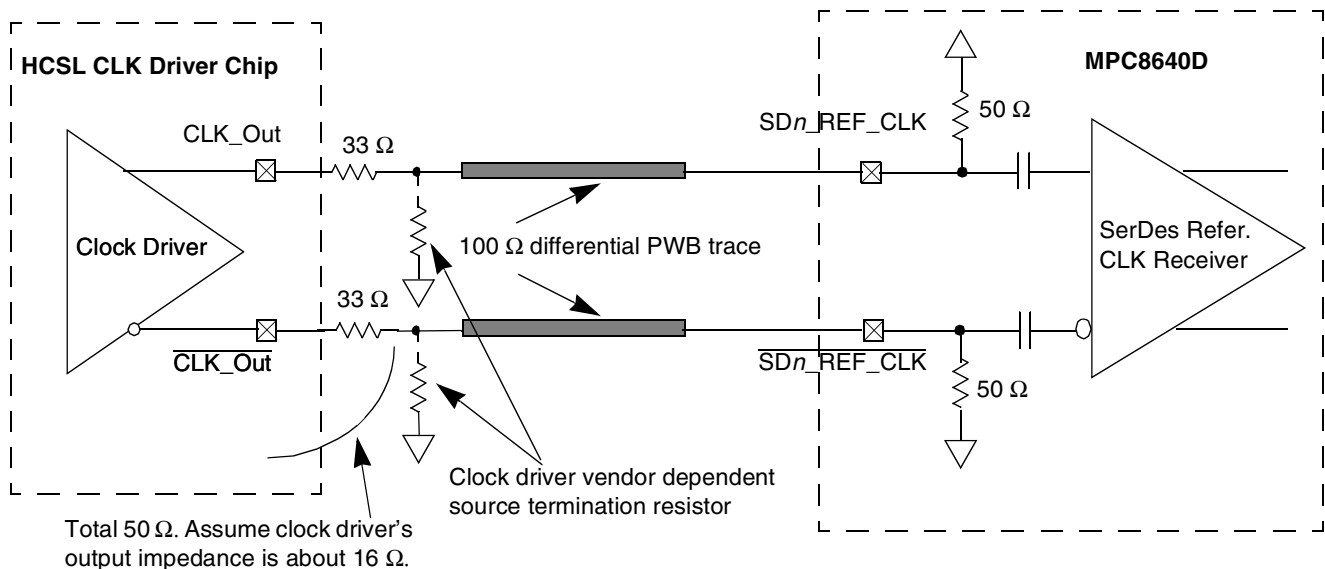 HCSL CLK Driver Chip
MPC8640D
CLK_Out
33 Ω
SDn_REF_CLK
50 Ω
Clock Driver
100 Ω differential PWB trace
SerDes Refer.
CLK Receiver
33 Ω
CLK_Out
SDn_REF_CLK
50 Ω
Clock driver vendor dependent
source termination resistor
Total 50 Ω. Assume clock driver's
output impedance is about 16 Ω.